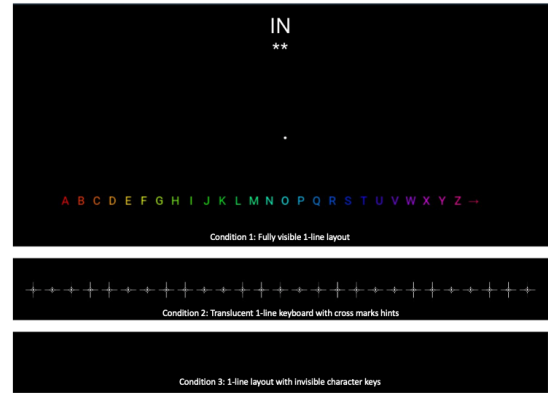 IN
**
A B C D E F G H I J K L M N O P Q R S T U V W X Y Z →
Condition 1: Fully visible 1-line layout
Condition 2: Translucent 1-line keyboard with cross marks hints
Condition 3: 1-line layout with invisible character keys